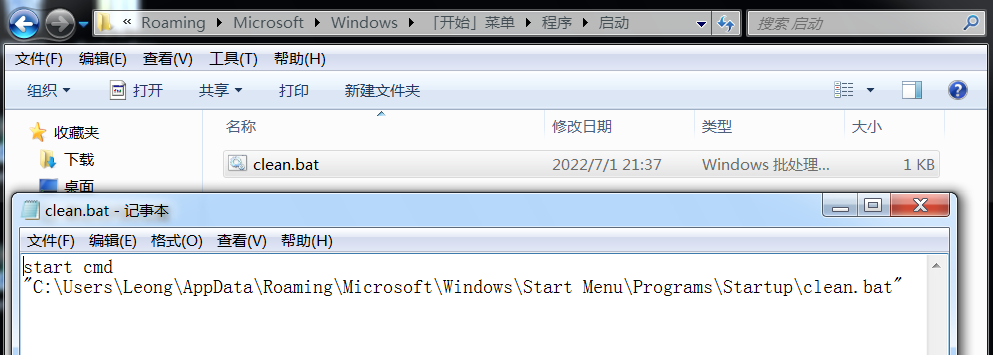 « Roaming Microsoft Windows 「开始」菜单 程序 启动 搜索 启动
文件(F) 编辑(E) 查看(V) 工具(T) 帮助(H)
组织 打开 共享 打印 新建文件夹
收藏夹 名称 修改日期 类型 大小
下载 clean.bat 2022/7/1 21:37 Windows 批处理... 1 KB
桌面
clean.bat - 记事本
文件(F) 编辑(E) 格式(O) 查看(V) 帮助(H)
start cmd
"C:\Users\Leong\AppData\Roaming\Microsoft\Windows\Start Menu\Programs\Startup\clean.bat"